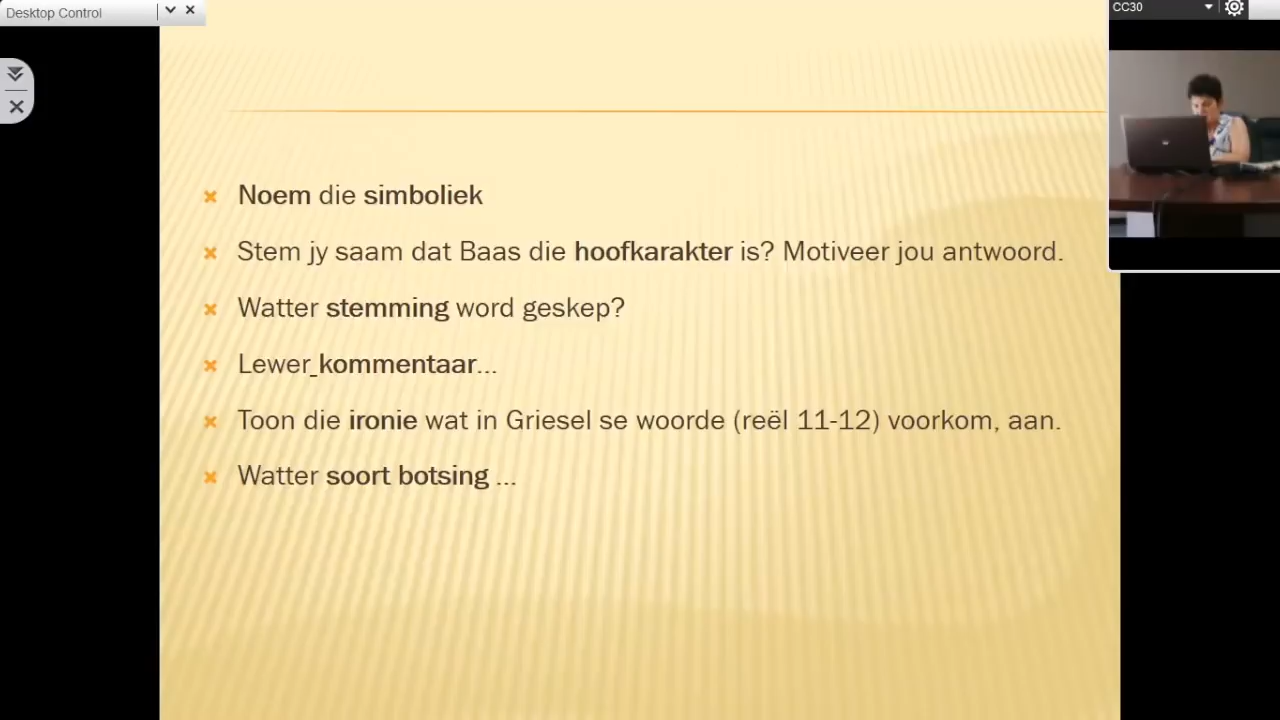 Desktop Control
CC30
Noem die simboliek
Stem jy saam dat Baas die hoofkarakter is? Motiveer jou antwoord.
Watter stemming word geskep?
Lewer kommentaar...
Toon die ironie wat in Griesel se woorde (reël 11-12) voorkom, aan.
Watter soort botsing ...